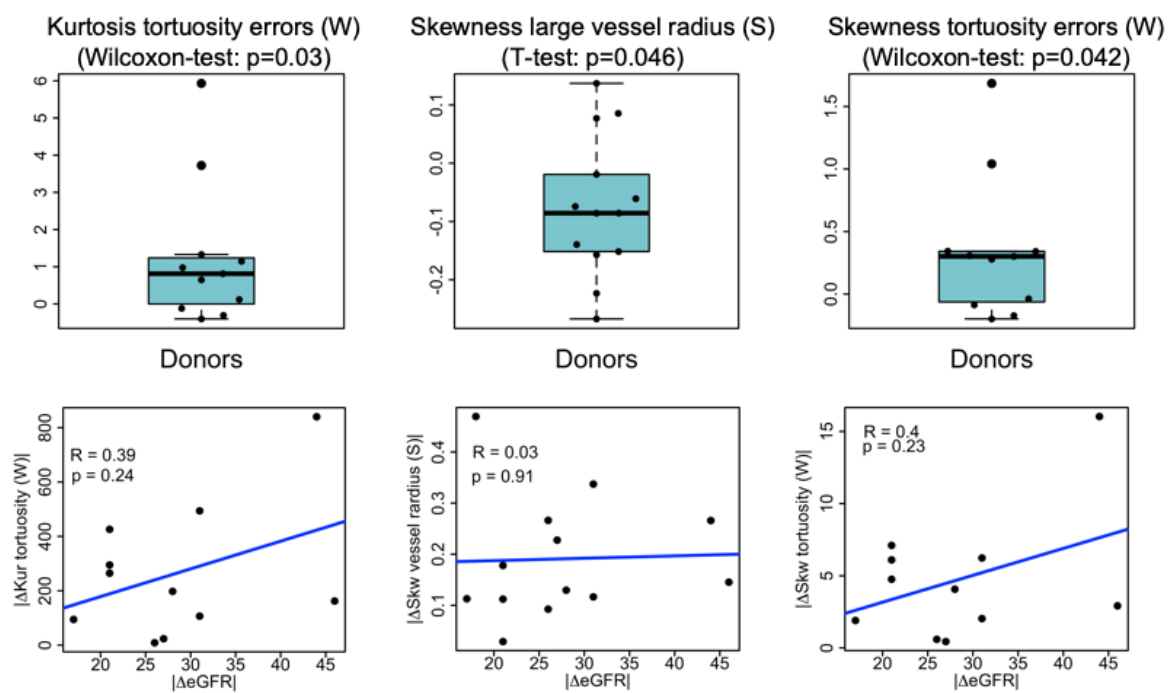 Kurtosis tortuosity errors (W)
(Wilcoxon-test: p=0.03)
0 1 2 3 4 5 6
Donors
Skewness large vessel radius (S)
(T-test: p=0.046)
-0.2 -0.1 0.0 0.1
Donors
Skewness tortuosity errors (W)
(Wilcoxon-test: p=0.042)
0.0 0.5 1.0 1.5
Donors
|ΔKur tortuosity (W)|
0 200 400 600 800
R = 0.39
p = 0.24
20 25 30 35 40 45
|ΔeGFR|
|ΔSkw vessel rardius (S)|
0.1 0.2 0.3 0.4
R = 0.03
p = 0.91
20 25 30 35 40 45
|ΔeGFR|
|ΔSkw tortuosity (W)|
0 5 10 15
R = 0.4
p = 0.23
20 25 30 35 40 45
|ΔeGFR|